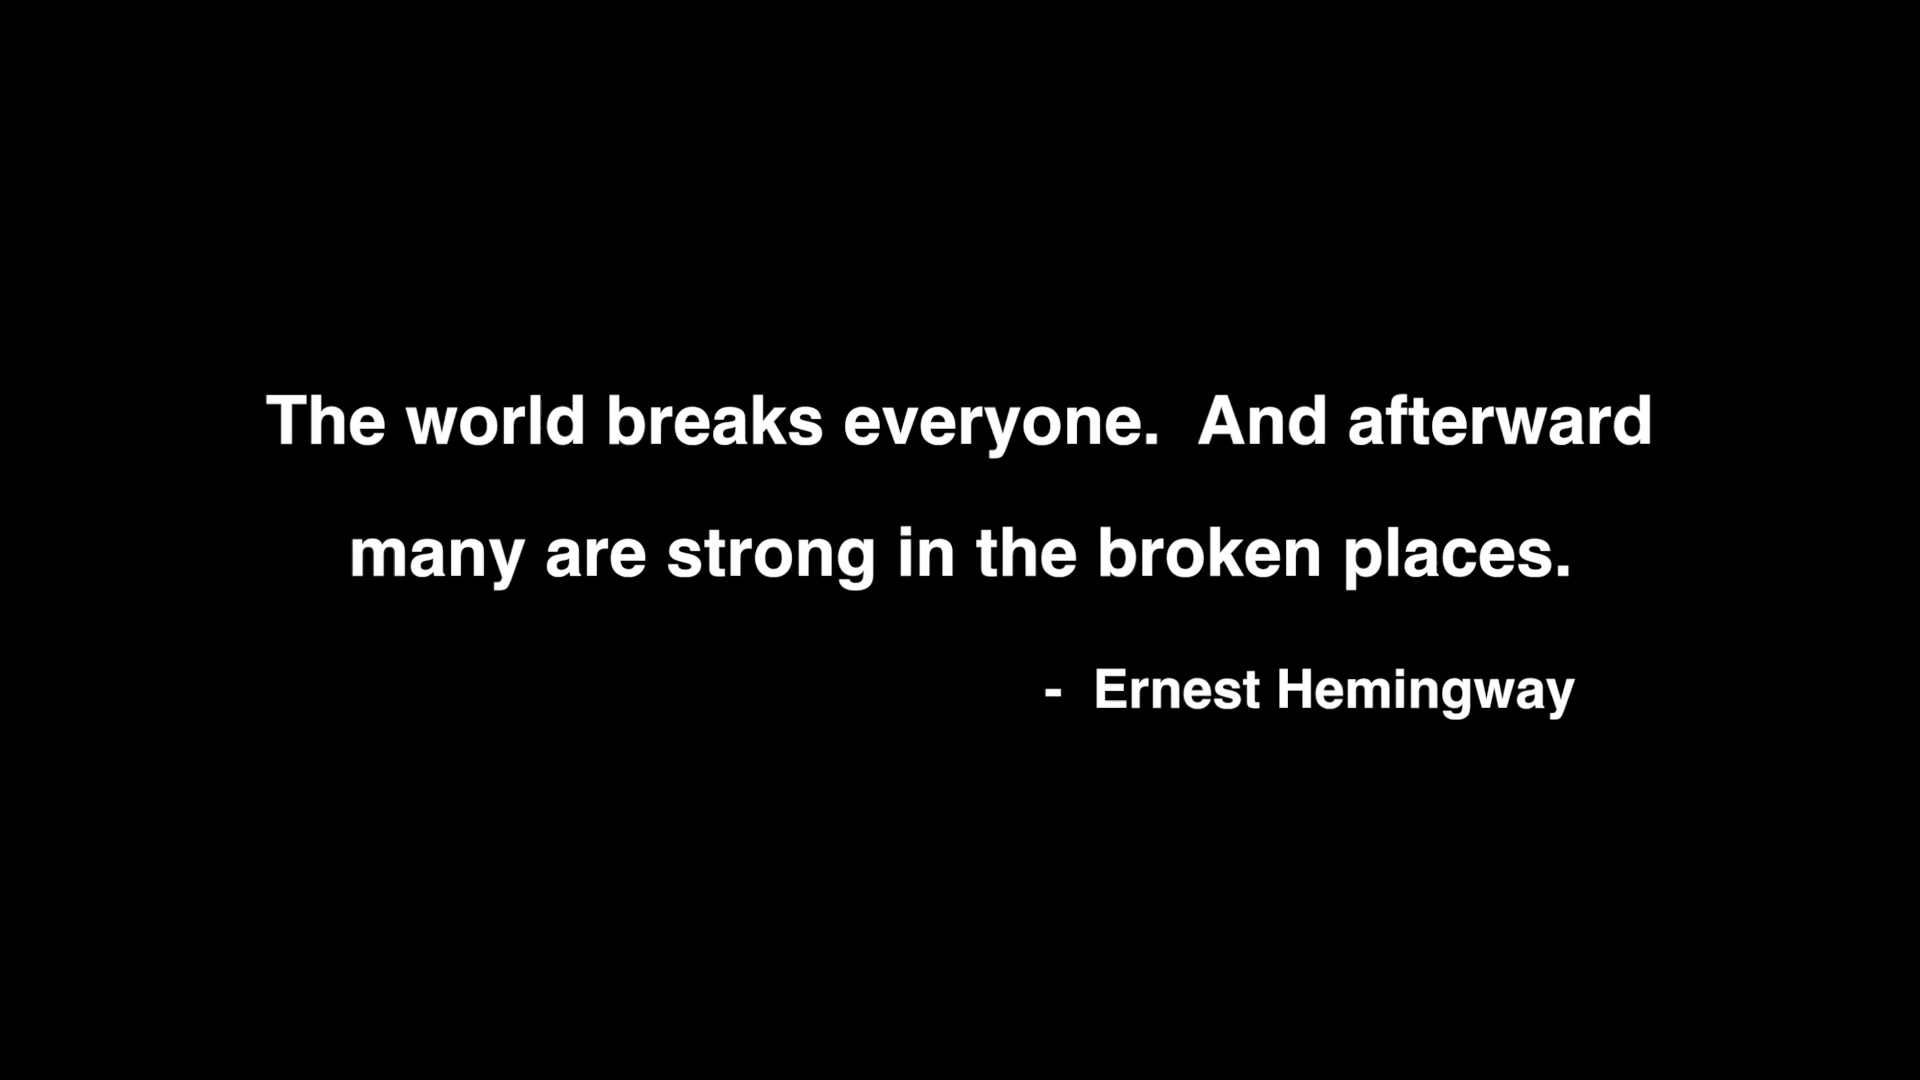 The world breaks everyone.  And afterward
many are strong in the broken places.
-  Ernest Hemingway